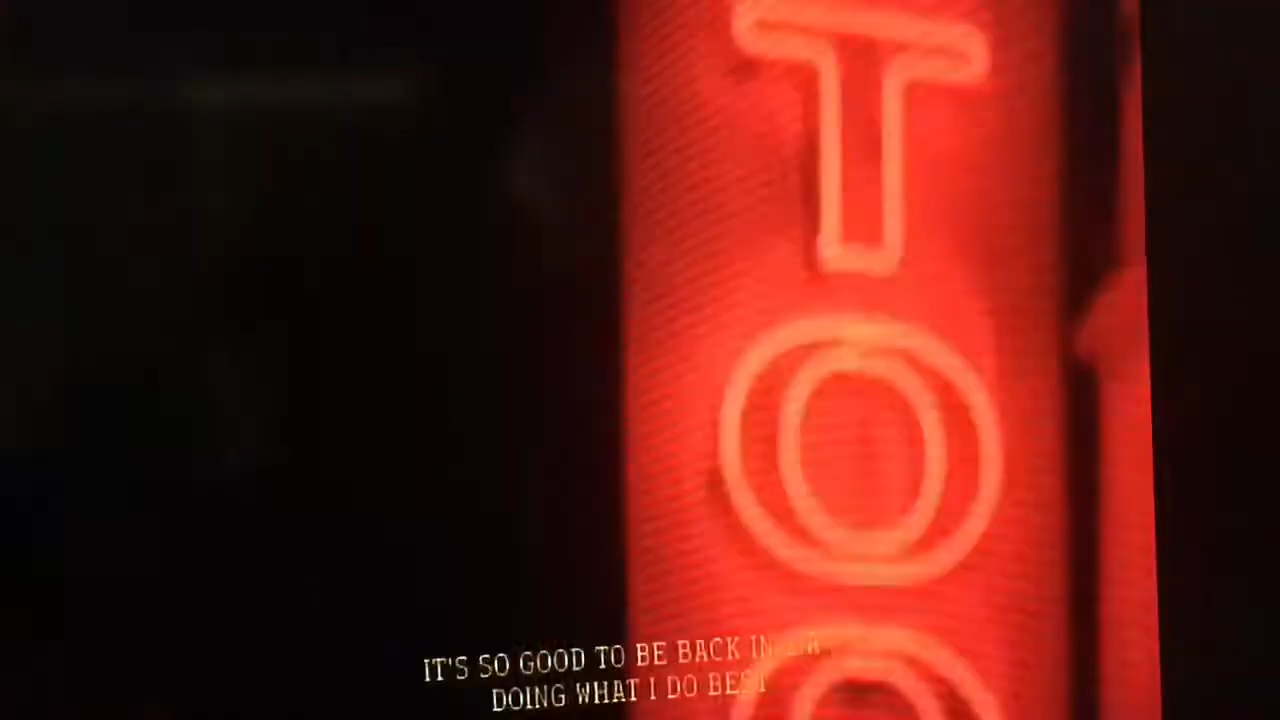 T
O
O
IT'S SO GOOD TO BE BACK IN L.A
DOING WHAT I DO BEST